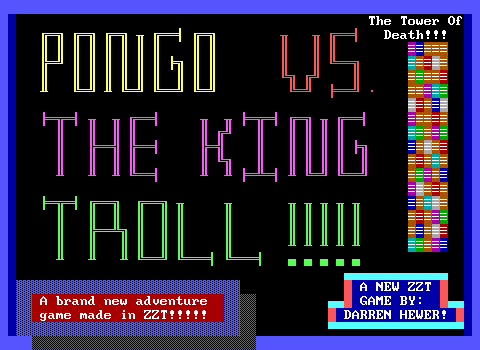 The Tower Of
Death!!!
PONGO VS.
THE KING
TROLL !!!!!
A brand new adventure
game made in ZZT!!!!!
A NEW ZZT
GAME BY:
DARREN HEWER!